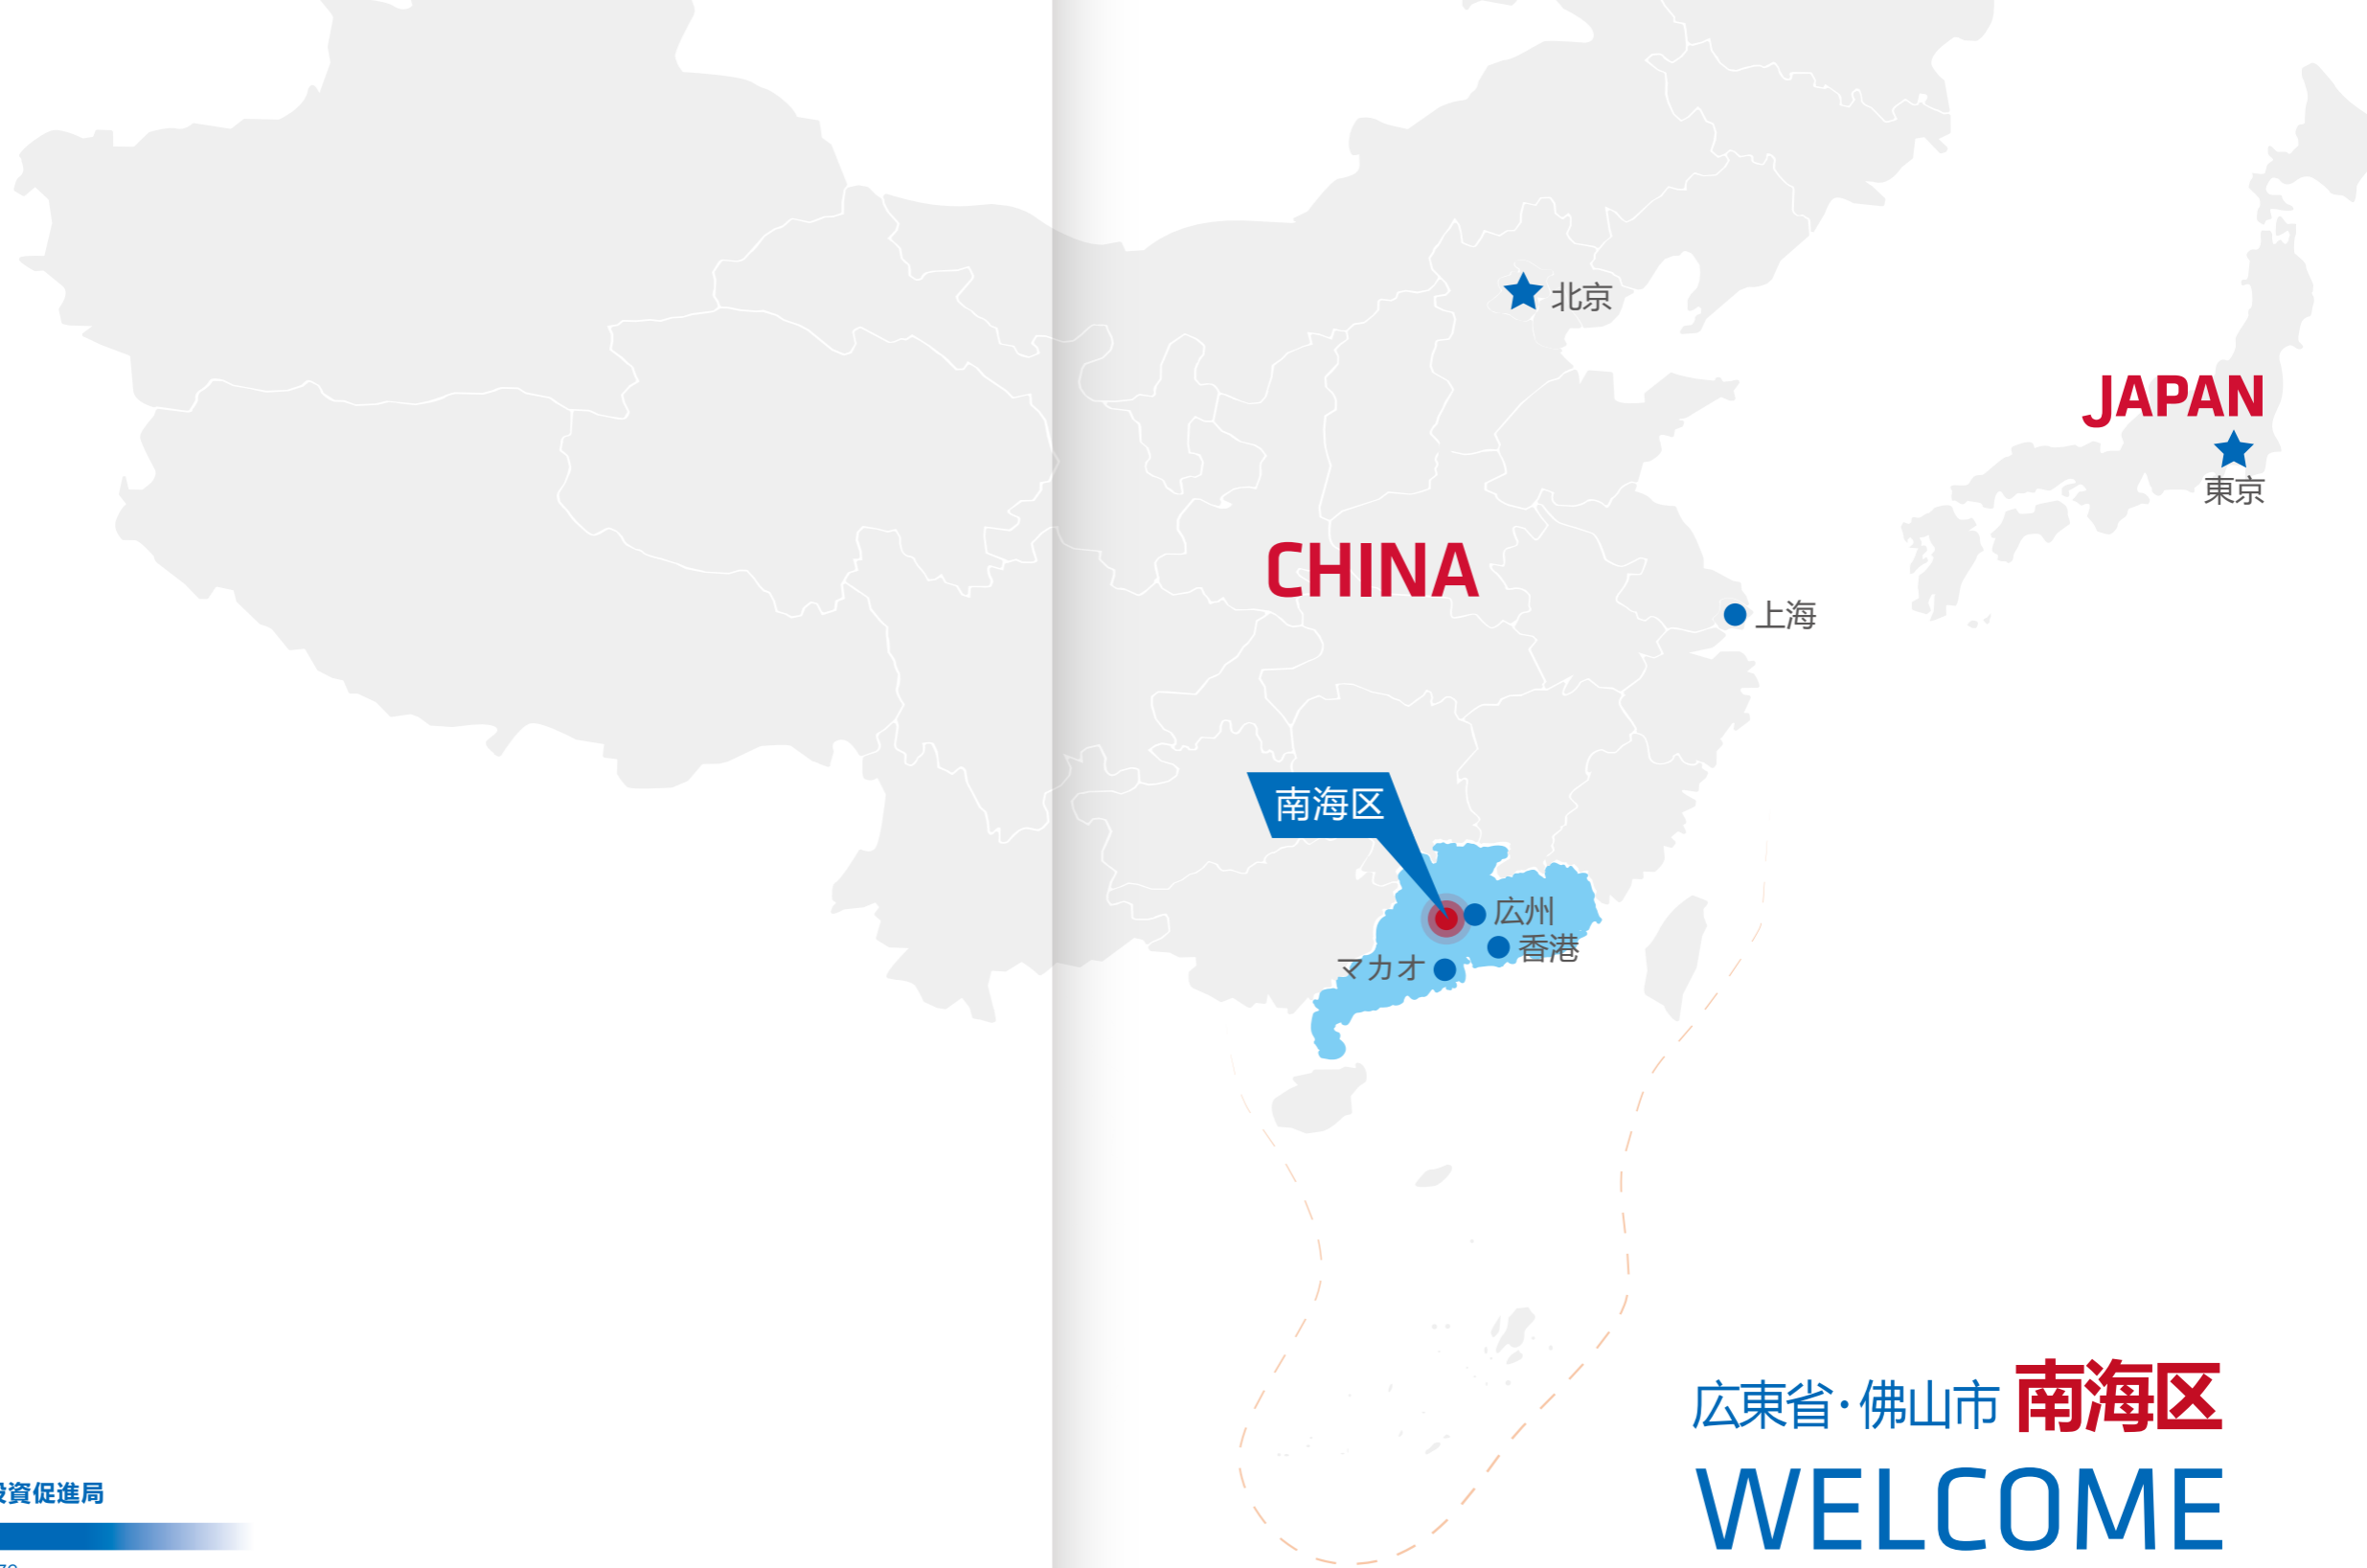 北京
JAPAN
東京
CHINA
上海
南海区
広州
香港
マカオ
広東省·佛山市 南海区
WELCOME
資促進局